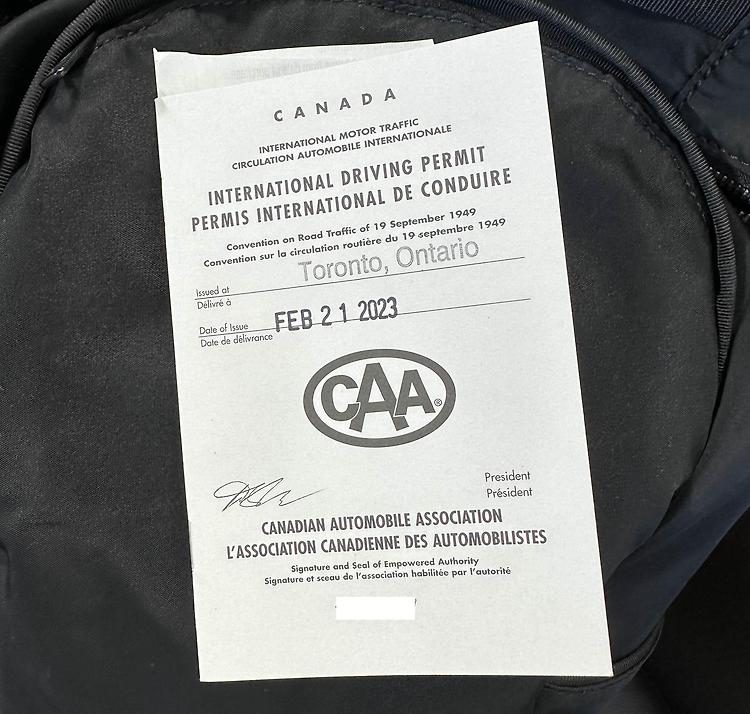 CANADA
INTERNATIONAL MOTOR TRAFFIC
CIRCULATION AUTOMOBILE INTERNATIONALE
INTERNATIONAL DRIVING PERMIT
PERMIS INTERNATIONAL DE CONDUIRE
Convention on Road Traffic of 19 September 1949
Convention sur la circulation routière du 19 septembre 1949
Issued at Toronto, Ontario
Délivré à
Date of Issue FEB 21 2023
Date de délivrance
CAA®
President
Président
CANADIAN AUTOMOBILE ASSOCIATION
L'ASSOCIATION CANADIENNE DES AUTOMOBILISTES
Signature and Seal of Empowered Authority
Signature et sceau de l'association habilitée par l'autorité